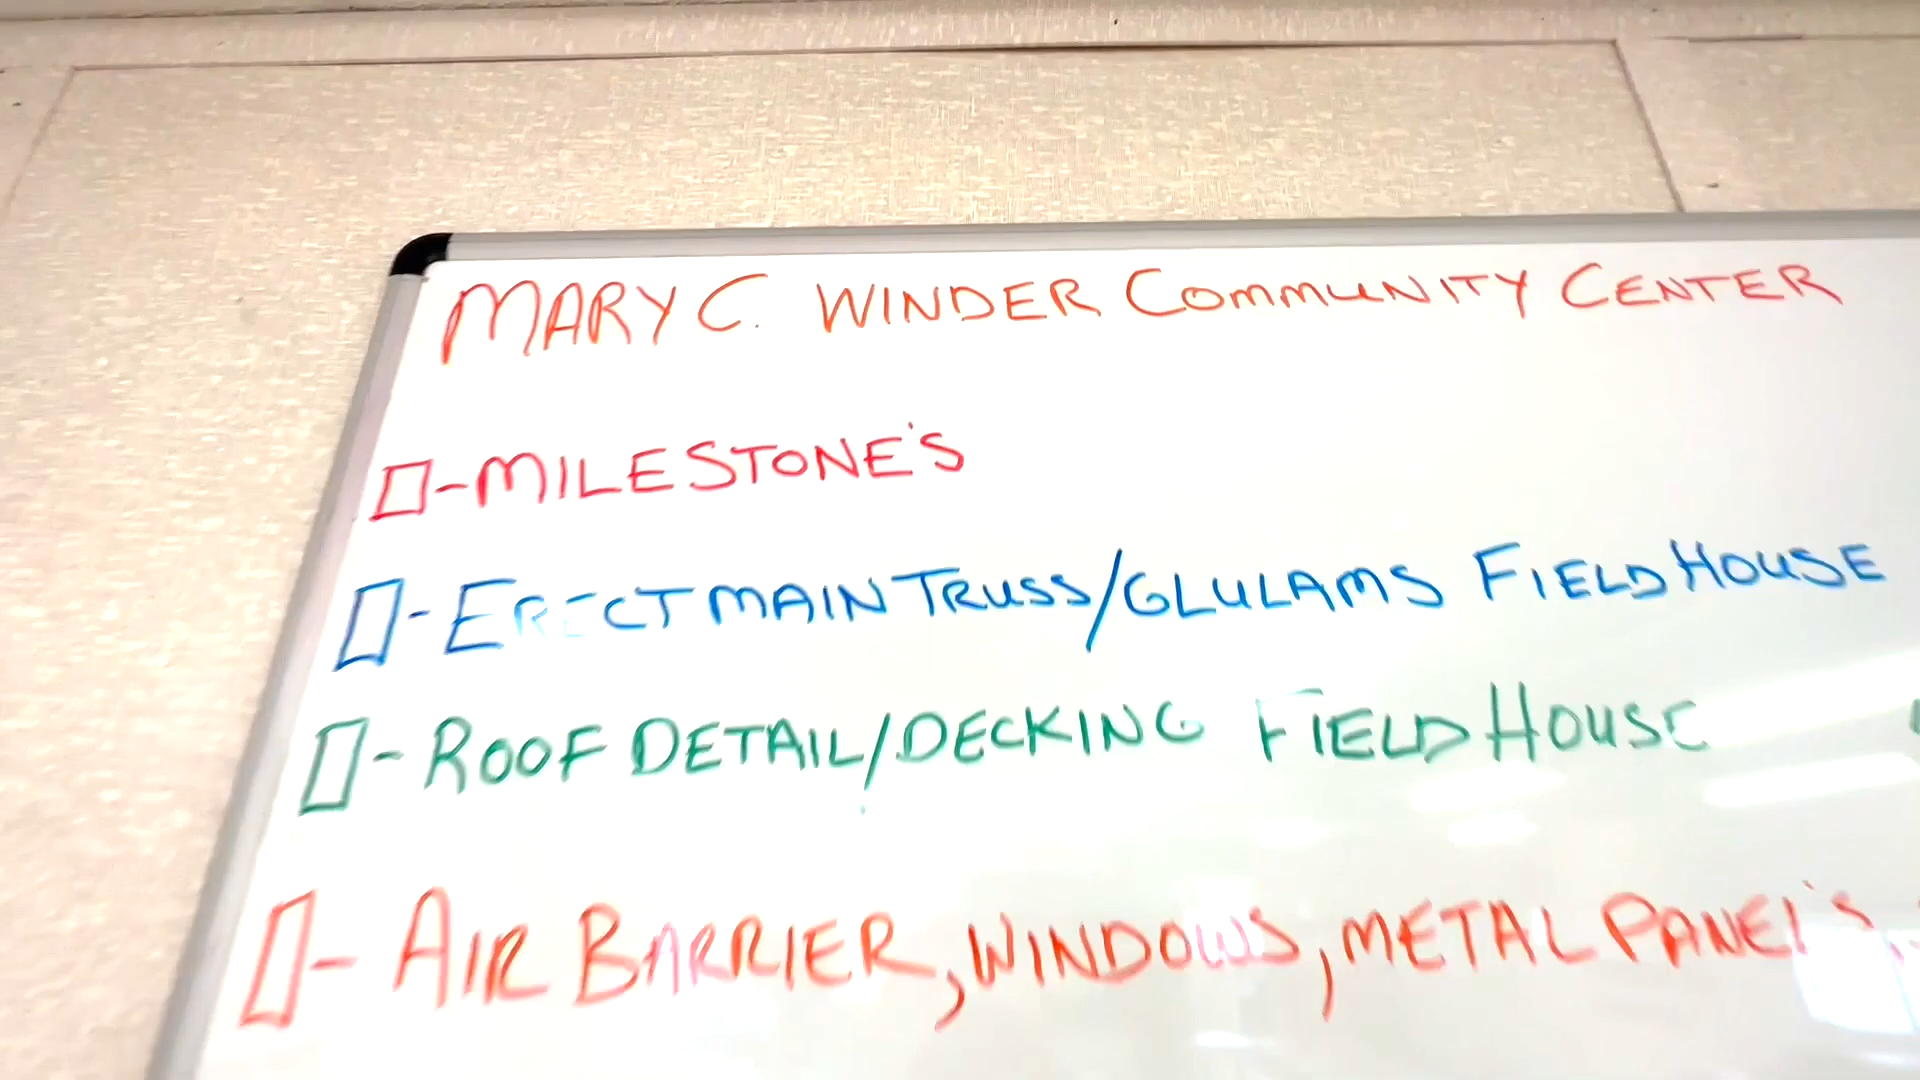 MARY C. WINDER COMMUNITY CENTER
- MILESTONE'S
- ERECT MAIN TRUSS/GLULAMS FIELD HOUSE
- ROOF DETAIL/DECKING FIELD HOUSE
- AIR BARRIER, WINDOWS, METAL PANEL'S